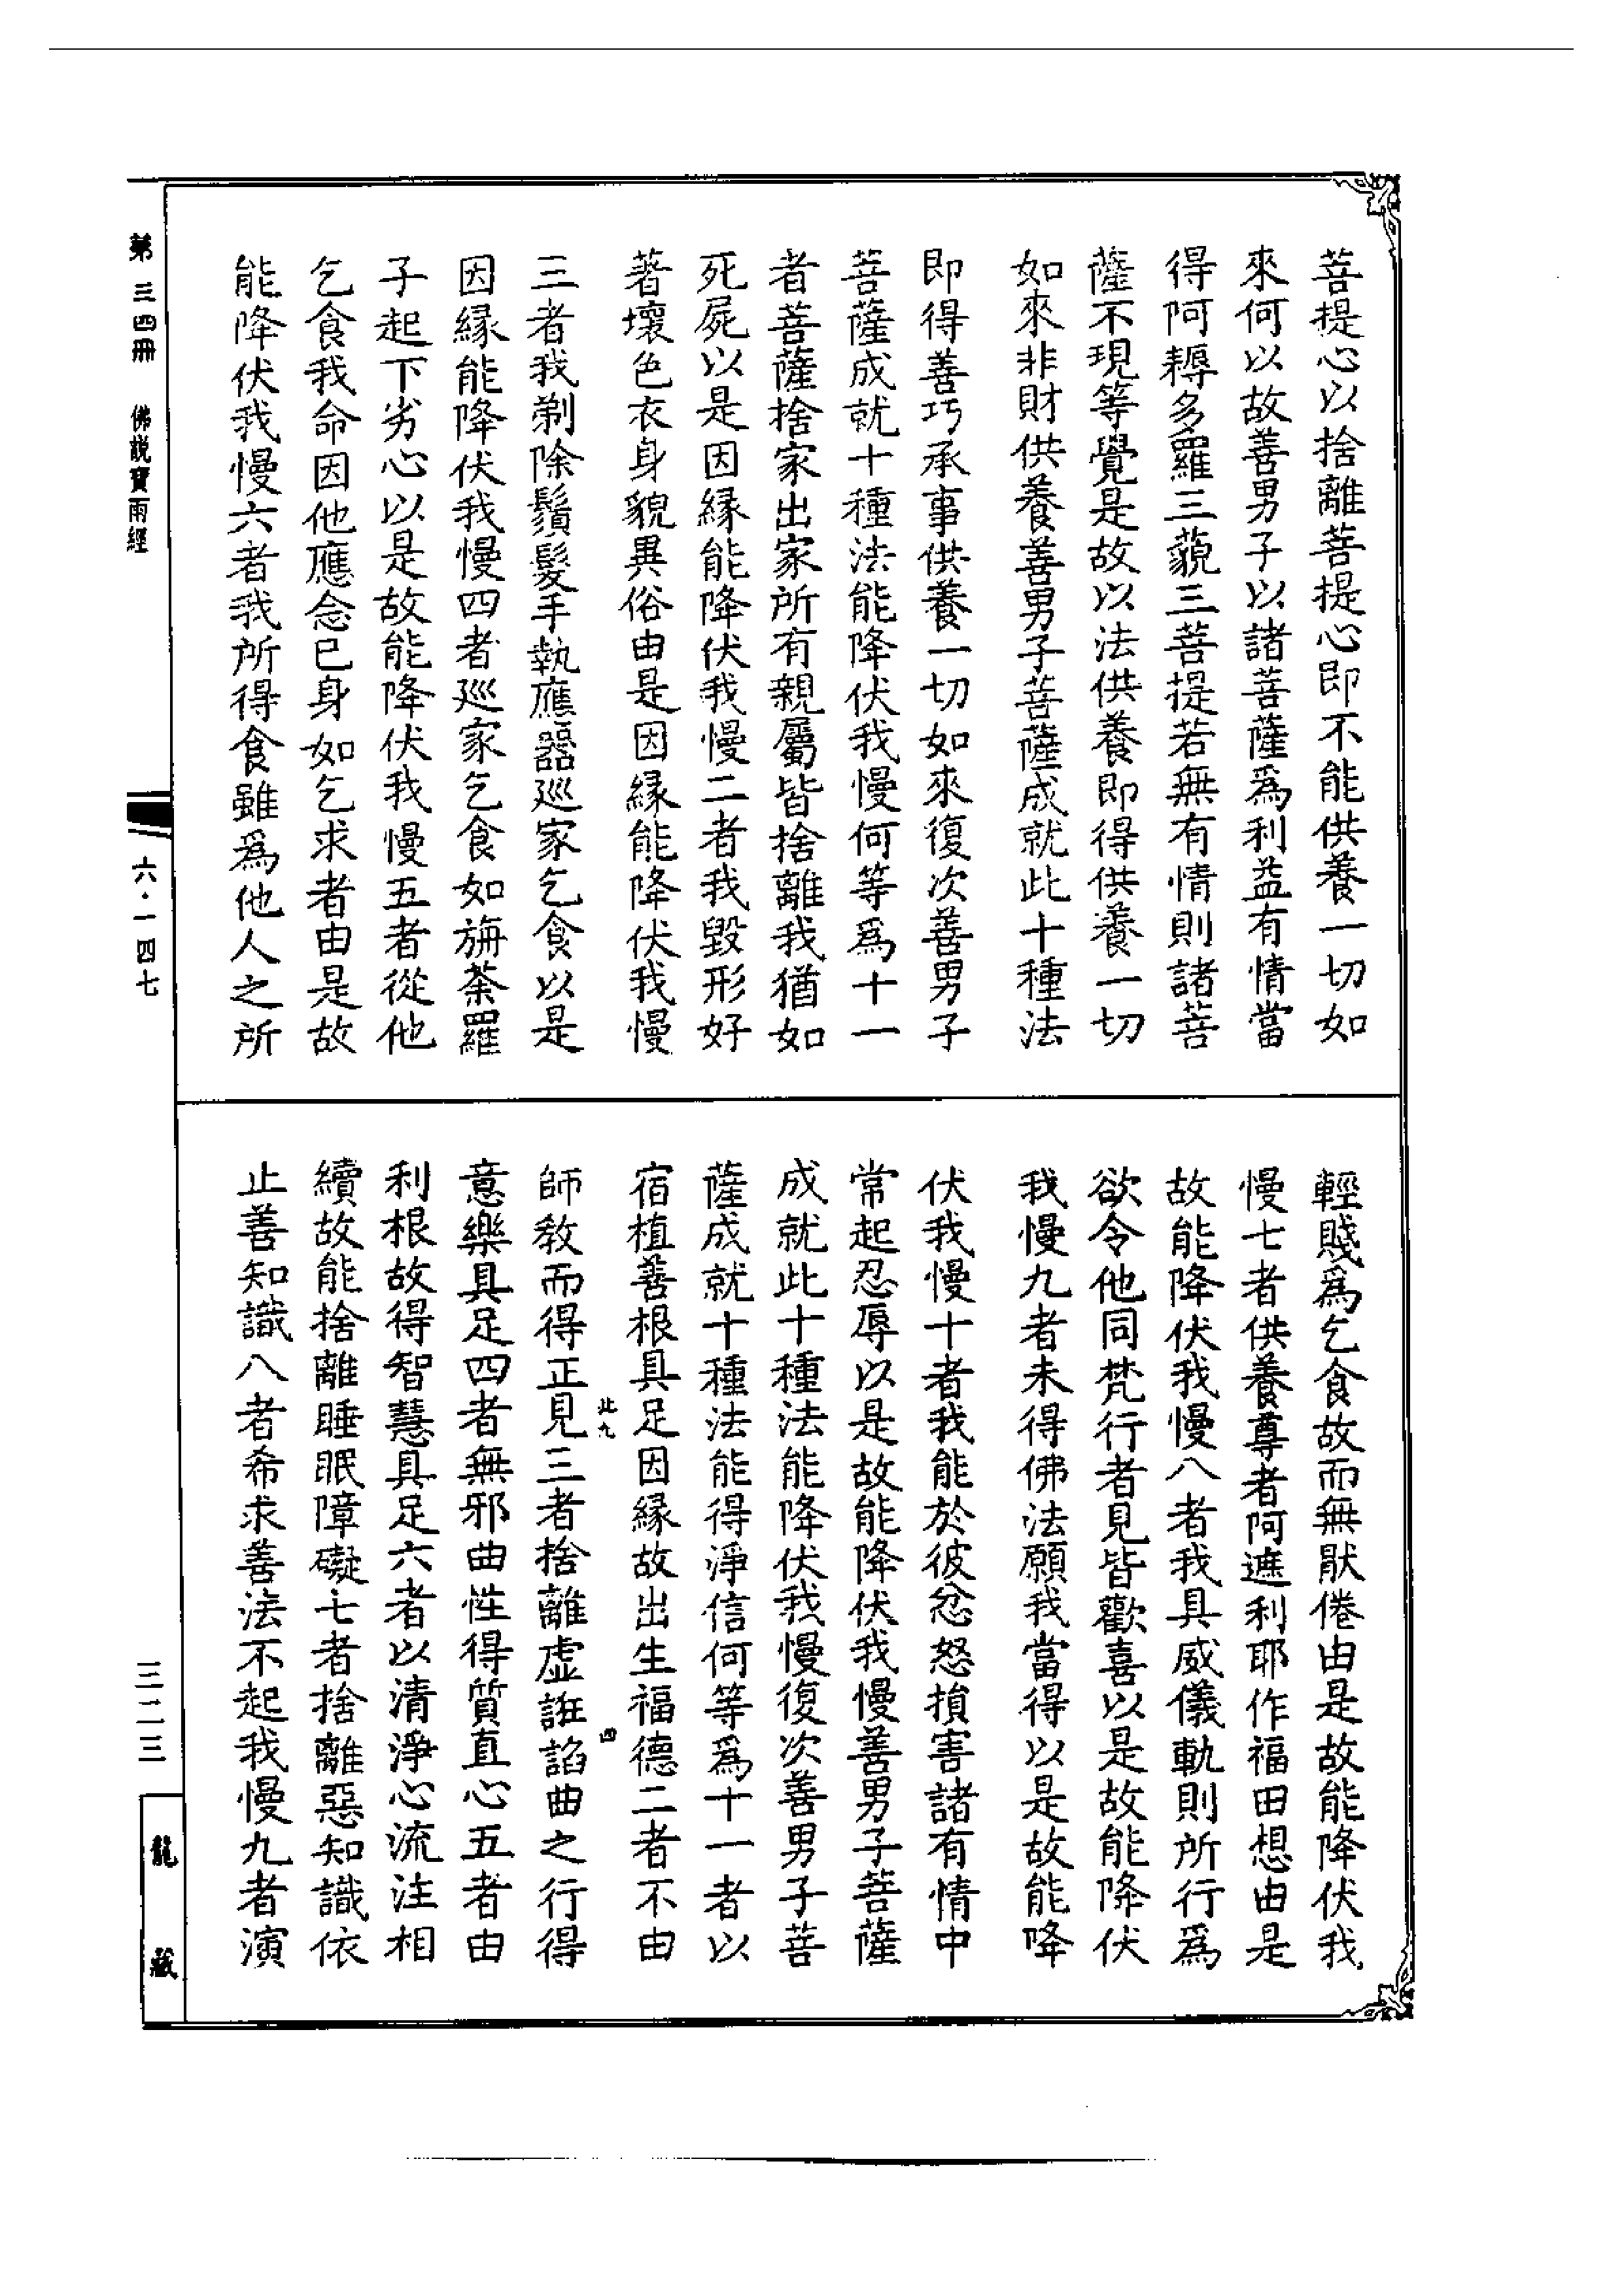 菩提心以捨離菩提心即不能供養一切如
來何以故善男子以諸菩薩爲利益有情當
得阿耨多羅三藐三菩提若無有情則諸菩
薩不現等覺是故以法供養即得供養一切
如來非財供養善男子菩薩成就此十種法
即得善巧承事供養一切如來復次善男子
菩薩成就十種法能降伏我慢何等爲十一
者菩薩捨家出家所有親屬皆捨離我猶如
死屍以是因緣能降伏我慢二者我毀形好
著壞色衣身貌異俗由是因緣能降伏我慢
三者我剃除鬚髮手執應器巡家乞食以是
因緣能降伏我慢四者巡家乞食如旃荼羅
子起下劣心以是故能降伏我慢五者從他
乞食我命因他應念已身如乞求者由是故
能降伏我慢六者我所得食雖爲他人之所
輕賤爲乞食故而無猒倦由是故能降伏我
慢七者供養尊者阿遮利耶作福田想由是
故能降伏我慢八者我具威儀軌則所行爲
欲令他同梵行者見皆歡喜以是故能降伏
我慢九者未得佛法願我當得以是故能降
伏我慢十者我能於彼忿怒損害諸有情中
常起忍辱以是故能降伏我慢善男子菩薩
成就此十種法能降伏我慢復次善男子菩
薩成就十種法能得淨信何等爲十一者以
宿植善根具足因緣故出生福德二者不由
北九 四
師教而得正見三者捨離虛誑諂曲之行得
意樂具足四者無邪曲性得質直心五者由
利根故得智慧具足六者以清淨心流注相
續故能捨離睡眠障礙七者捨離惡知識依
止善知識八者希求善法不起我慢九者演
第三四冊 佛說寶雨經
六·一四七
三二三
龍藏